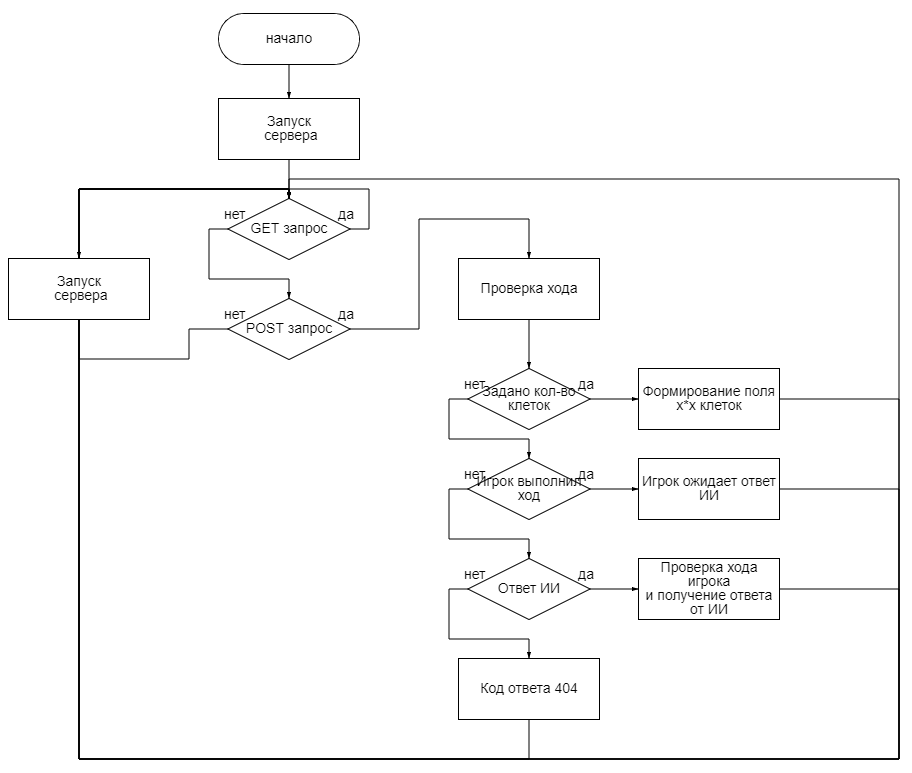 начало
Запуск
сервера
нет
да
GET запрос
Запуск
сервера
нет
да
POST запрос
Проверка хода
нет
да
Задано кол-во
клеток
Формирование поля
x*x клеток
нет
да
Игрок выполнил
ход
Игрок ожидает ответ
ИИ
нет
да
Ответ ИИ
Проверка хода
игрока
и получение ответа
от ИИ
Код ответа 404